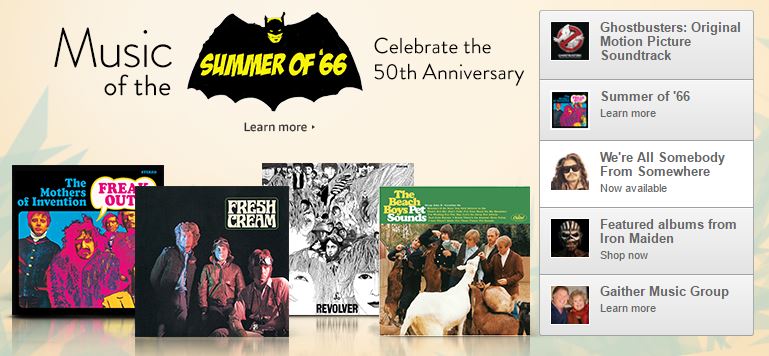 Music
of the
SUMMER OF '66
Celebrate the
50th Anniversary
Learn more ▸
The
Mothers
of Invention
FREAK
OUT!
STEREO
FRESH
CREAM
REVOLVER
The
Beach
Boys Pet
Sounds
Ghostbusters: Original
Motion Picture
Soundtrack
Summer of '66
Learn more
We're All Somebody
From Somewhere
Now available
Featured albums from
Iron Maiden
Shop now
Gaither Music Group
Learn more